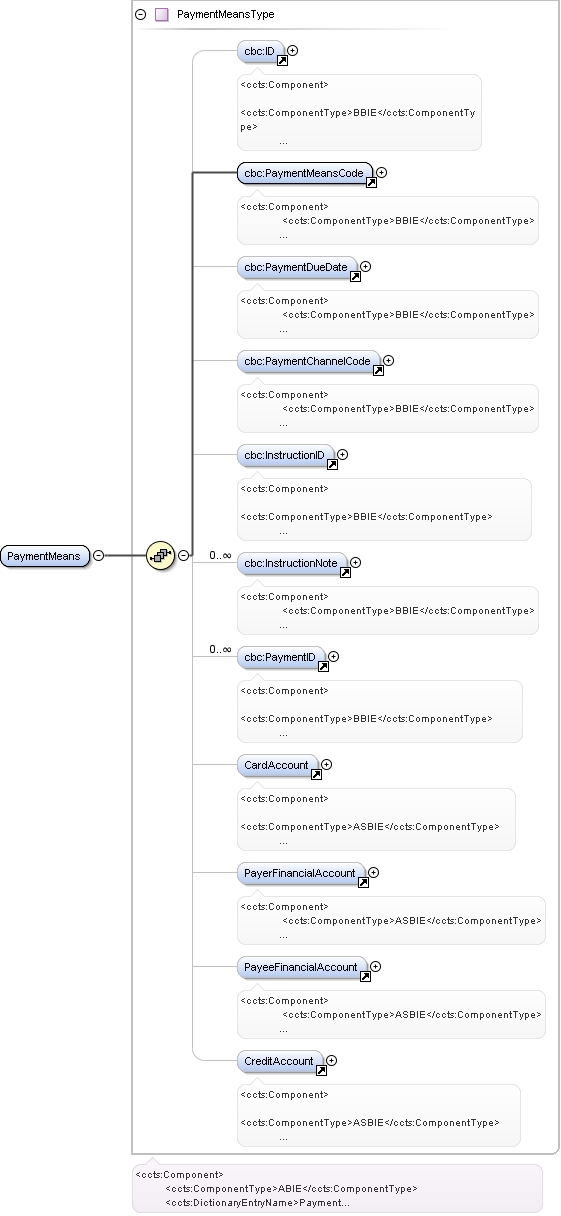 PaymentMeansType
cbc:ID
<ccts:Component>
<ccts:ComponentType>BBIE</ccts:ComponentTy
pe>
...
cbc:PaymentMeansCode
<ccts:Component>
<ccts:ComponentType>BBIE</ccts:ComponentType>
...
cbc:PaymentDueDate
<ccts:Component>
<ccts:ComponentType>BBIE</ccts:ComponentType>
...
cbc:PaymentChannelCode
<ccts:Component>
<ccts:ComponentType>BBIE</ccts:ComponentType>
...
cbc:InstructionID
<ccts:Component>
<ccts:ComponentType>BBIE</ccts:ComponentType>
...
PaymentMeans
0..∞ cbc:InstructionNote
<ccts:Component>
<ccts:ComponentType>BBIE</ccts:ComponentType>
...
0..∞ cbc:PaymentID
<ccts:Component>
<ccts:ComponentType>BBIE</ccts:ComponentType>
...
CardAccount
<ccts:Component>
<ccts:ComponentType>ASBIE</ccts:ComponentType>
...
PayerFinancialAccount
<ccts:Component>
<ccts:ComponentType>ASBIE</ccts:ComponentType>
...
PayeeFinancialAccount
<ccts:Component>
<ccts:ComponentType>ASBIE</ccts:ComponentType>
...
CreditAccount
<ccts:Component>
<ccts:ComponentType>ASBIE</ccts:ComponentType>
...
<ccts:Component>
<ccts:ComponentType>ABIE</ccts:ComponentType>
<ccts:DictionaryEntryName>Payment...